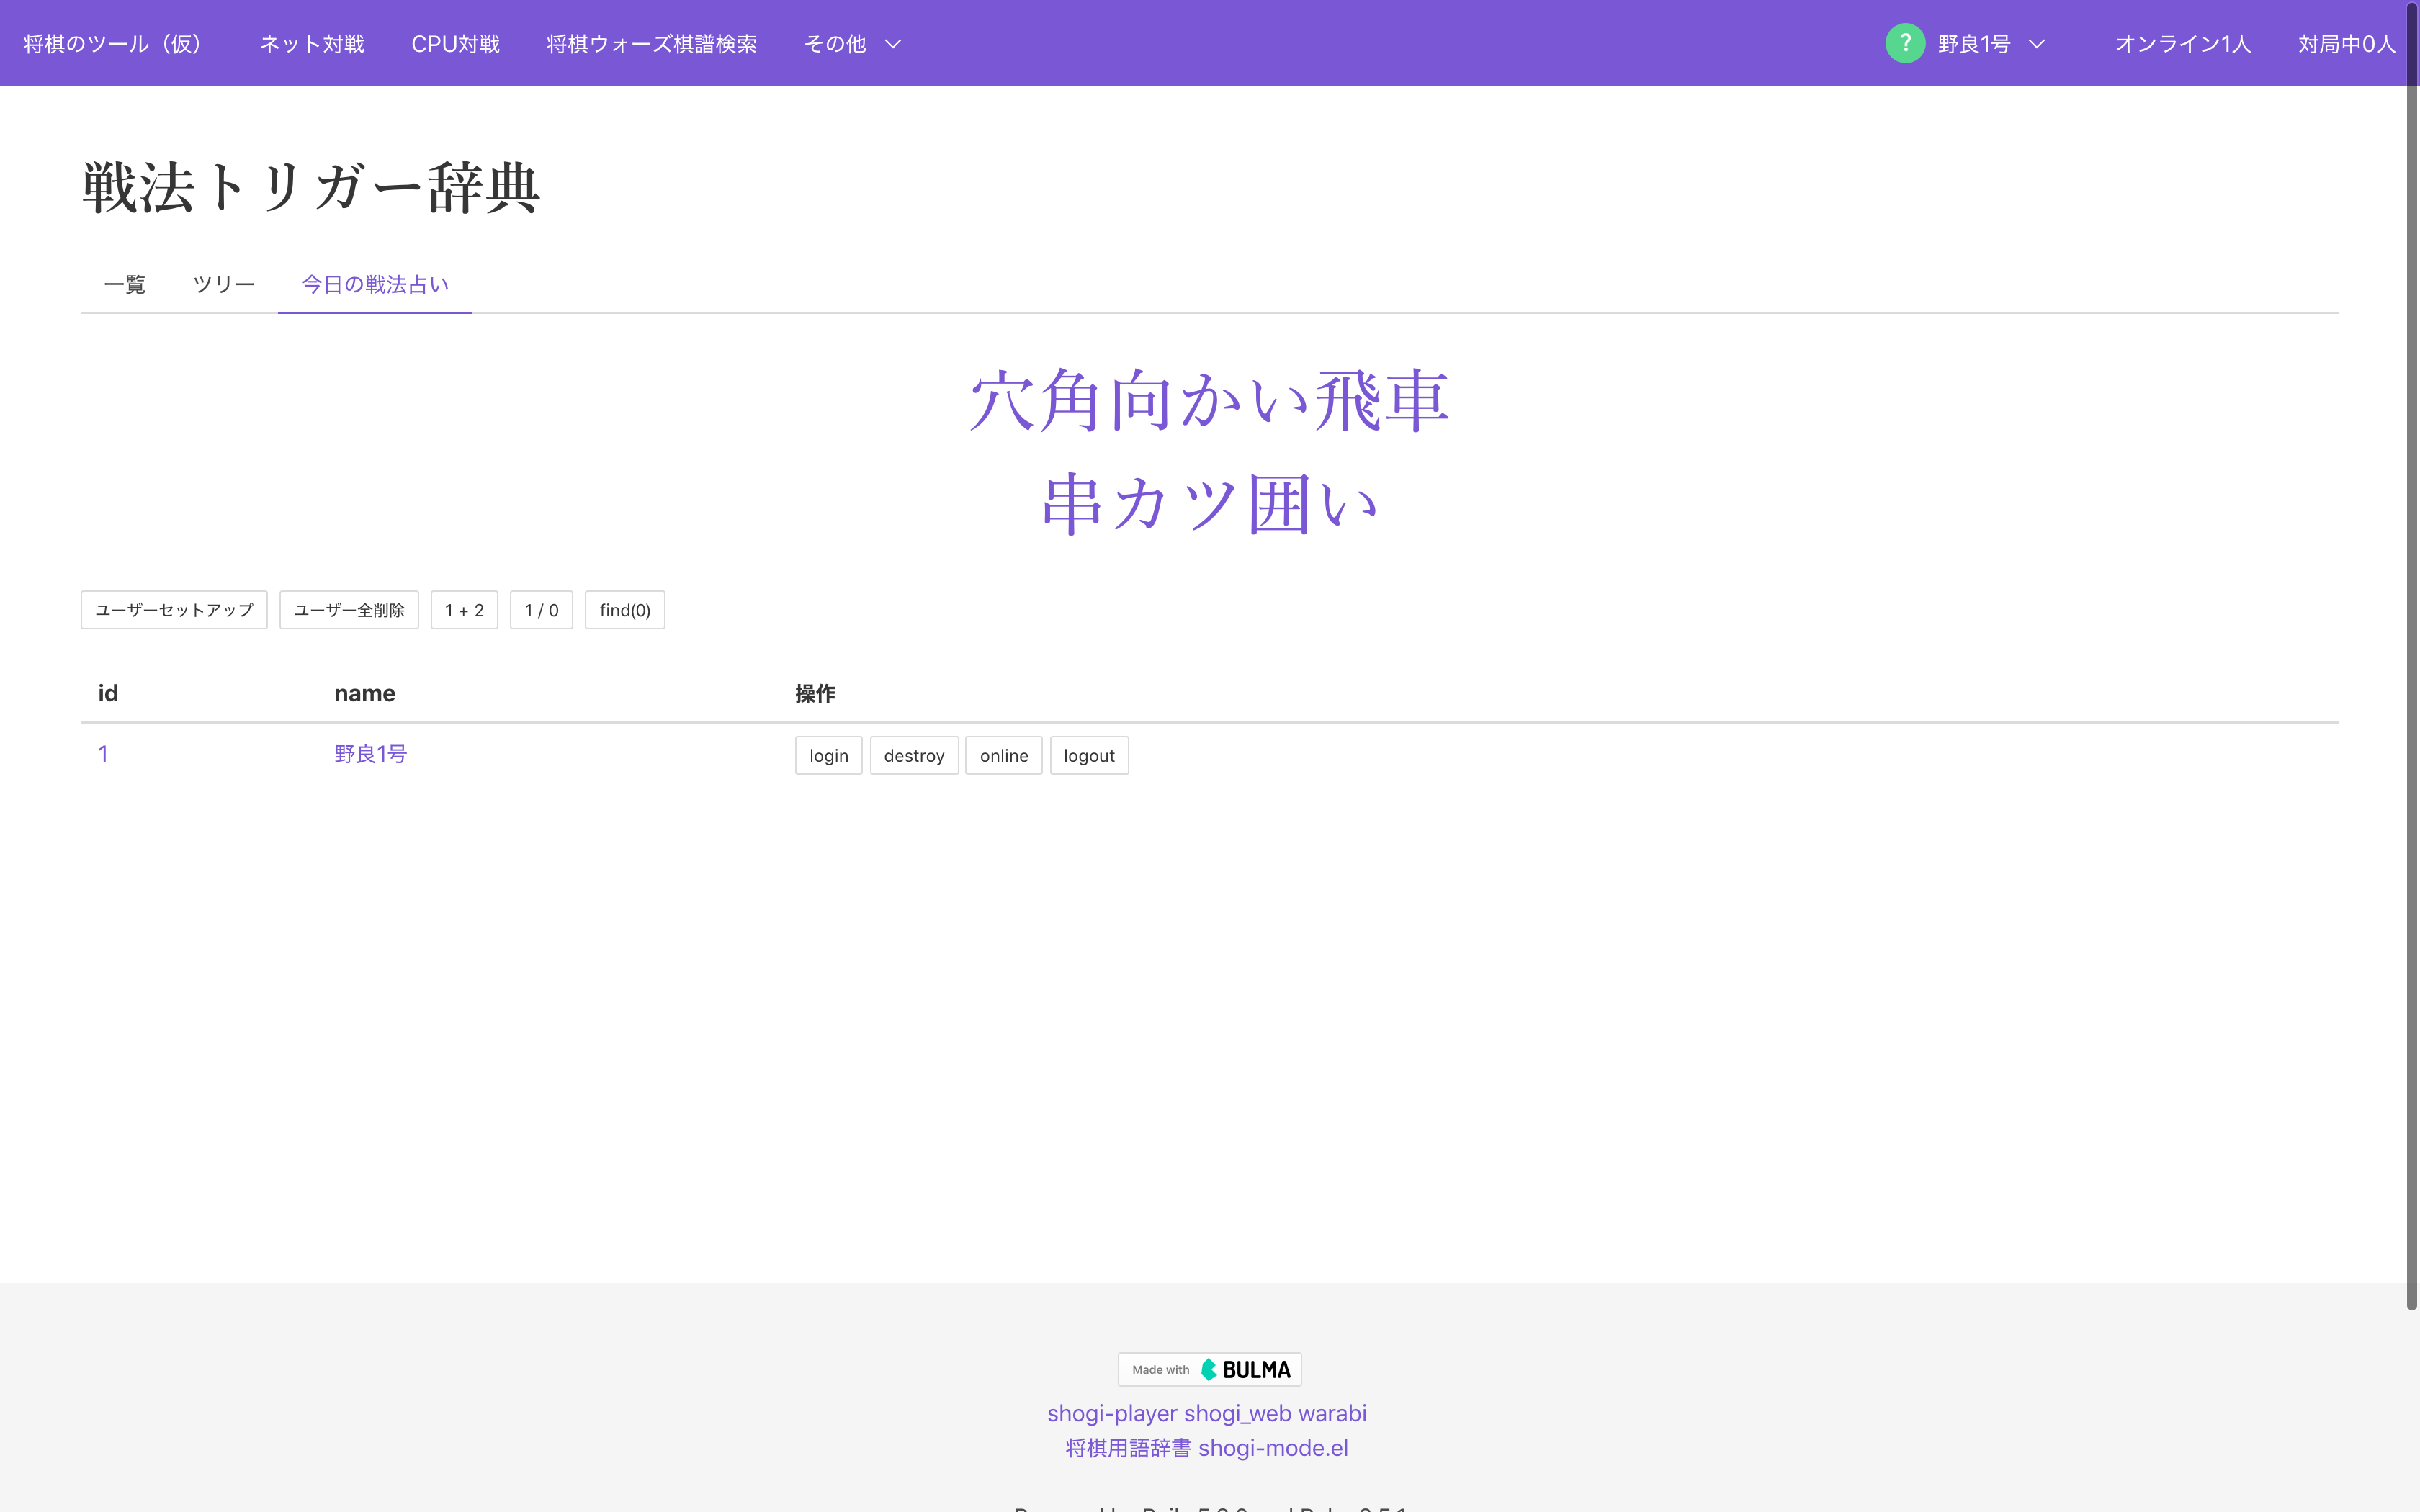 将棋のツール（仮） ネット対戦 CPU対戦 将棋ウォーズ棋譜検索 その他 ? 野良1号 オンライン1人 対局中0人
戦法トリガー辞典
一覧 ツリー 今日の戦法占い
穴角向かい飛車
串カツ囲い
ユーザーセットアップ ユーザー全削除 1 + 2 1 / 0 find(0)
id name 操作
1 野良1号 login destroy online logout
Made with BULMA
shogi-player shogi_web warabi
将棋用語辞書 shogi-mode.el